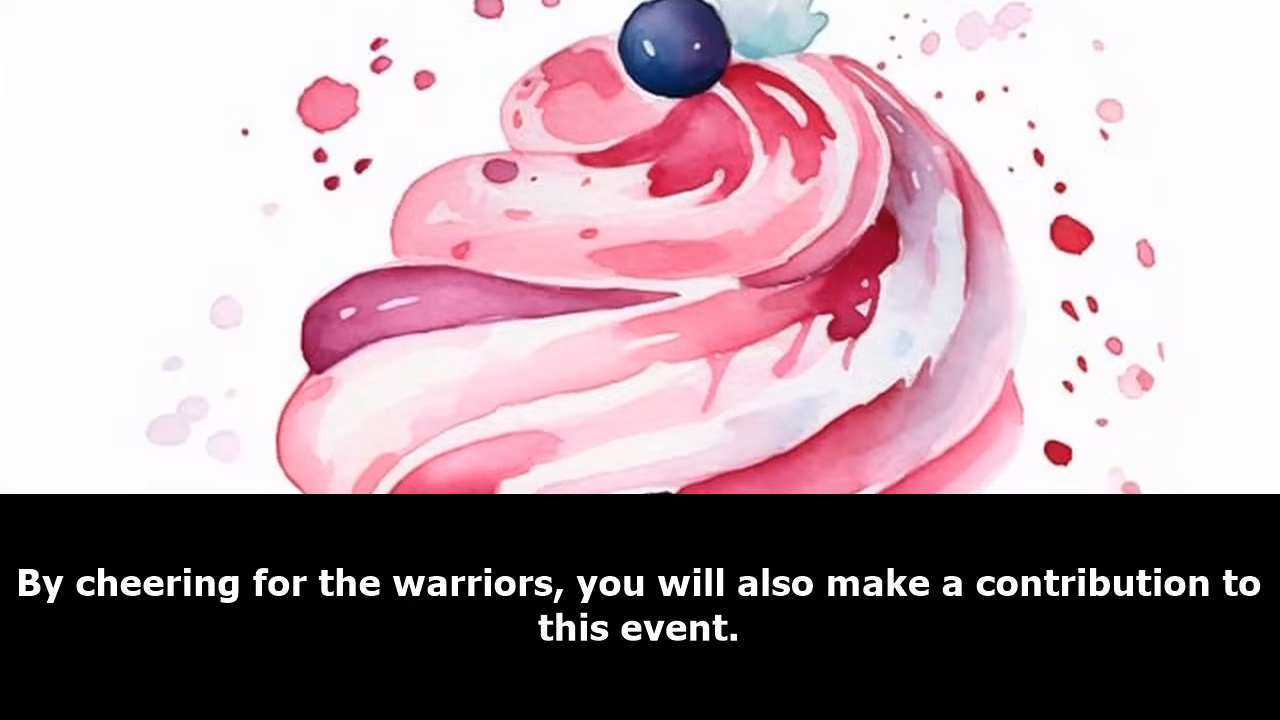 By cheering for the warriors, you will also make a contribution to
this event.